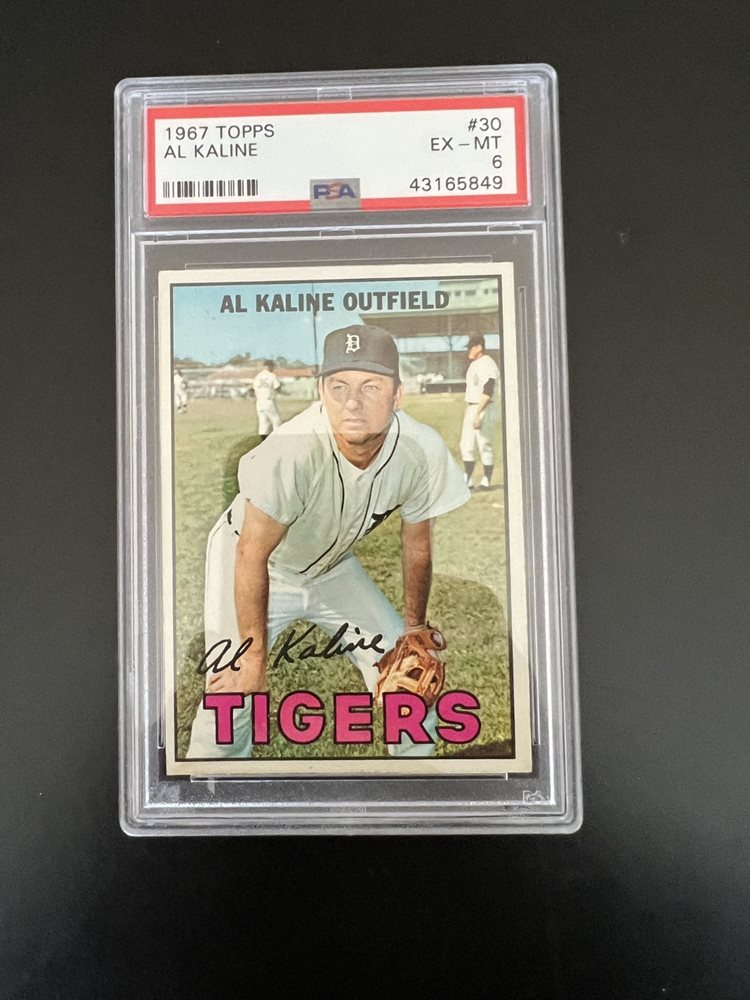 1967 TOPPS #30
AL KALINE EX - MT
6
43165849
PSA
AL KALINE OUTFIELD
Al Kaline
TIGERS